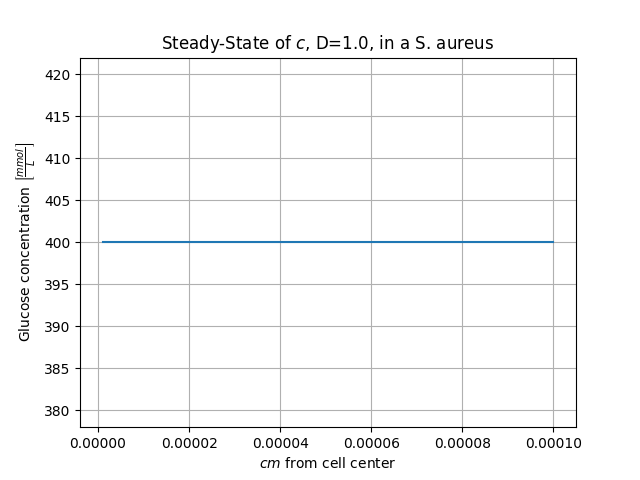 Steady-State of c, D=1.0, in a S. aureus
Glucose concentration [mmol/L]
420
415
410
405
400
395
390
385
380
0.00000 0.00002 0.00004 0.00006 0.00008 0.00010
cm from cell center